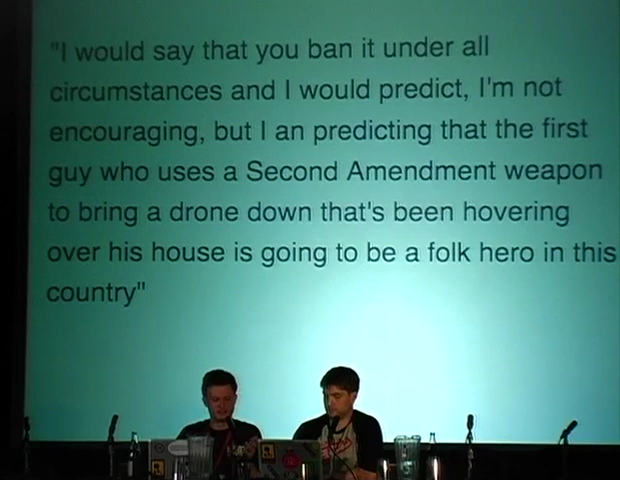 "I would say that you ban it under all
circumstances and I would predict, I'm not
encouraging, but I an predicting that the first
guy who uses a Second Amendment weapon
to bring a drone down that's been hovering
over his house is going to be a folk hero in this
country"